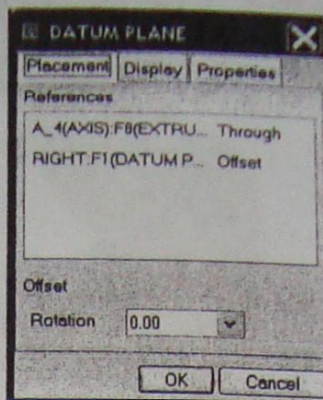 DATUM PLANE
Placement Display Properties
References
A_4(AXIS):F8(EXTRU... Through
RIGHT:F1(DATUM P... Offset
Offset
Rotation 0.00
OK Cancel